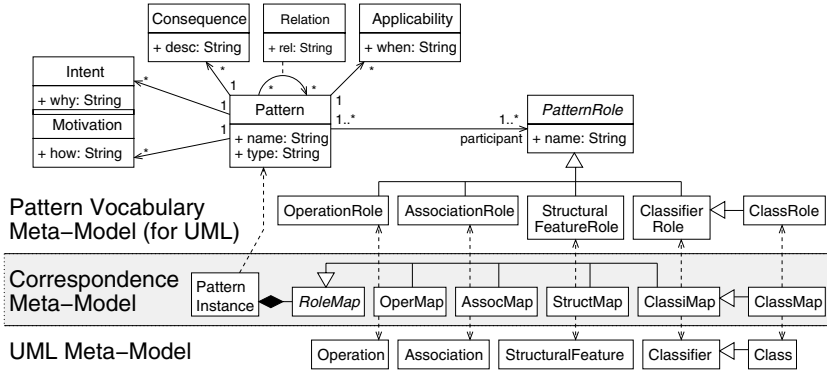 Consequence
+ desc: String
Relation
+ rel: String
Applicability
+ when: String
Intent
+ why: String
Motivation
+ how: String
*
*
*
*
*
*
1
1
1
1
Pattern
+ name: String
+ type: String
1..*
1..*
participant
PatternRole
+ name: String
Pattern Vocabulary
Meta−Model (for UML)
OperationRole
AssociationRole
Structural
FeatureRole
Classifier
Role
ClassRole
Correspondence
Meta−Model
Pattern
Instance
RoleMap
OperMap
AssocMap
StructMap
ClassiMap
ClassMap
UML Meta−Model
Operation
Association
StructuralFeature
Classifier
Class